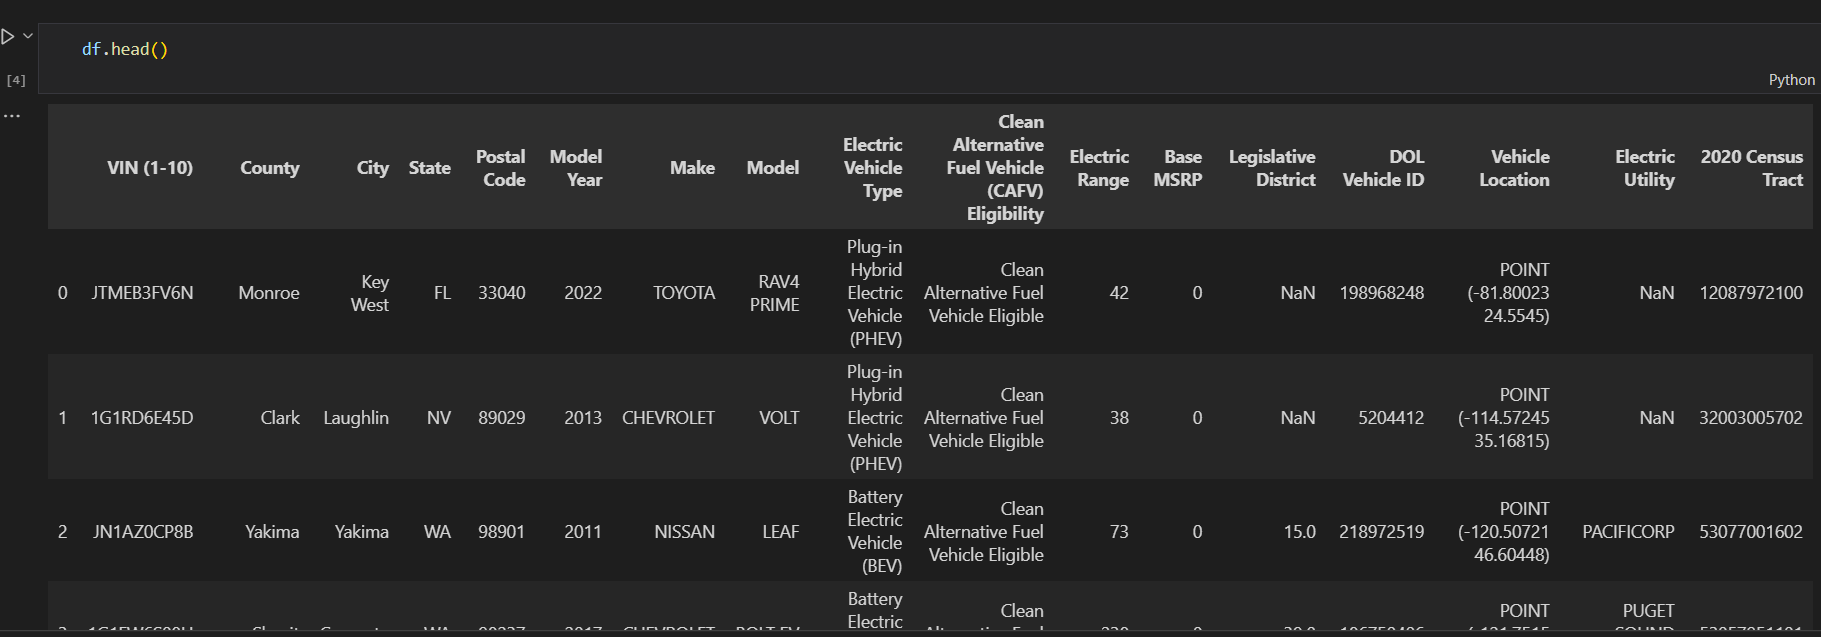 df.head()
[4]
Python
...
VIN (1-10) County City State Postal Code Model Year Make Model Electric Vehicle Type Clean Alternative Fuel Vehicle (CAFV) Eligibility Electric Range Base MSRP Legislative District DOL Vehicle ID Vehicle Location Electric Utility 2020 Census Tract
0 JTMEB3FV6N Monroe Key West FL 33040 2022 TOYOTA RAV4 PRIME Plug-in Hybrid Electric Vehicle (PHEV) Clean Alternative Fuel Vehicle Eligible 42 0 NaN 198968248 POINT (-81.80023 24.5545) NaN 12087972100
1 1G1RD6E45D Clark Laughlin NV 89029 2013 CHEVROLET VOLT Plug-in Hybrid Electric Vehicle (PHEV) Clean Alternative Fuel Vehicle Eligible 38 0 NaN 5204412 POINT (-114.57245 35.16815) NaN 32003005702
2 JN1AZ0CP8B Yakima Yakima WA 98901 2011 NISSAN LEAF Battery Electric Vehicle (BEV) Clean Alternative Fuel Vehicle Eligible 73 0 15.0 218972519 POINT (-120.50721 46.60448) PACIFICORP 53077001602
Battery Electric Clean POINT PUGET